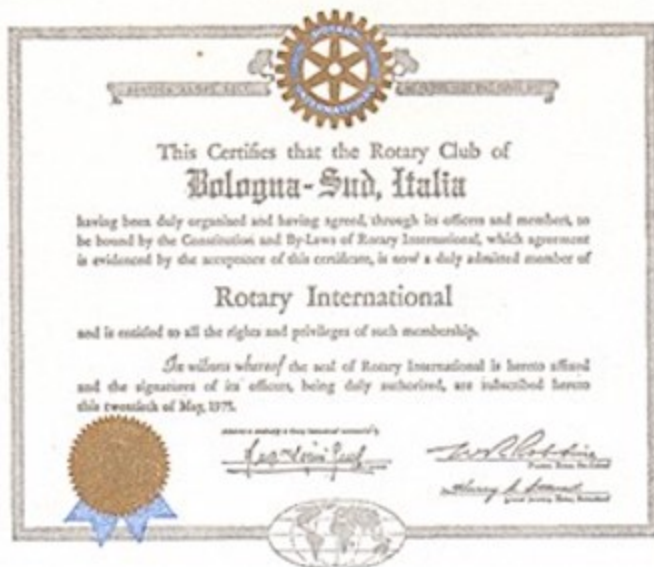 ROTARY
INTERNATIONAL
This Certifies that the Rotary Club of
Bologna-Sud, Italia
having been duly organized and having agreed, through its officers and members, to
be bound by the Constitution and By-Laws of Rotary International, which agreement
is evidenced by the acceptance of this certificate, is now a duly admitted member of
Rotary International
and is entitled to all the rights and privileges of such membership.
In witness whereof the seal of Rotary International is hereto affixed
and the signatures of its officers, being duly authorized, are subscribed hereto
this twentieth of May, 1975.